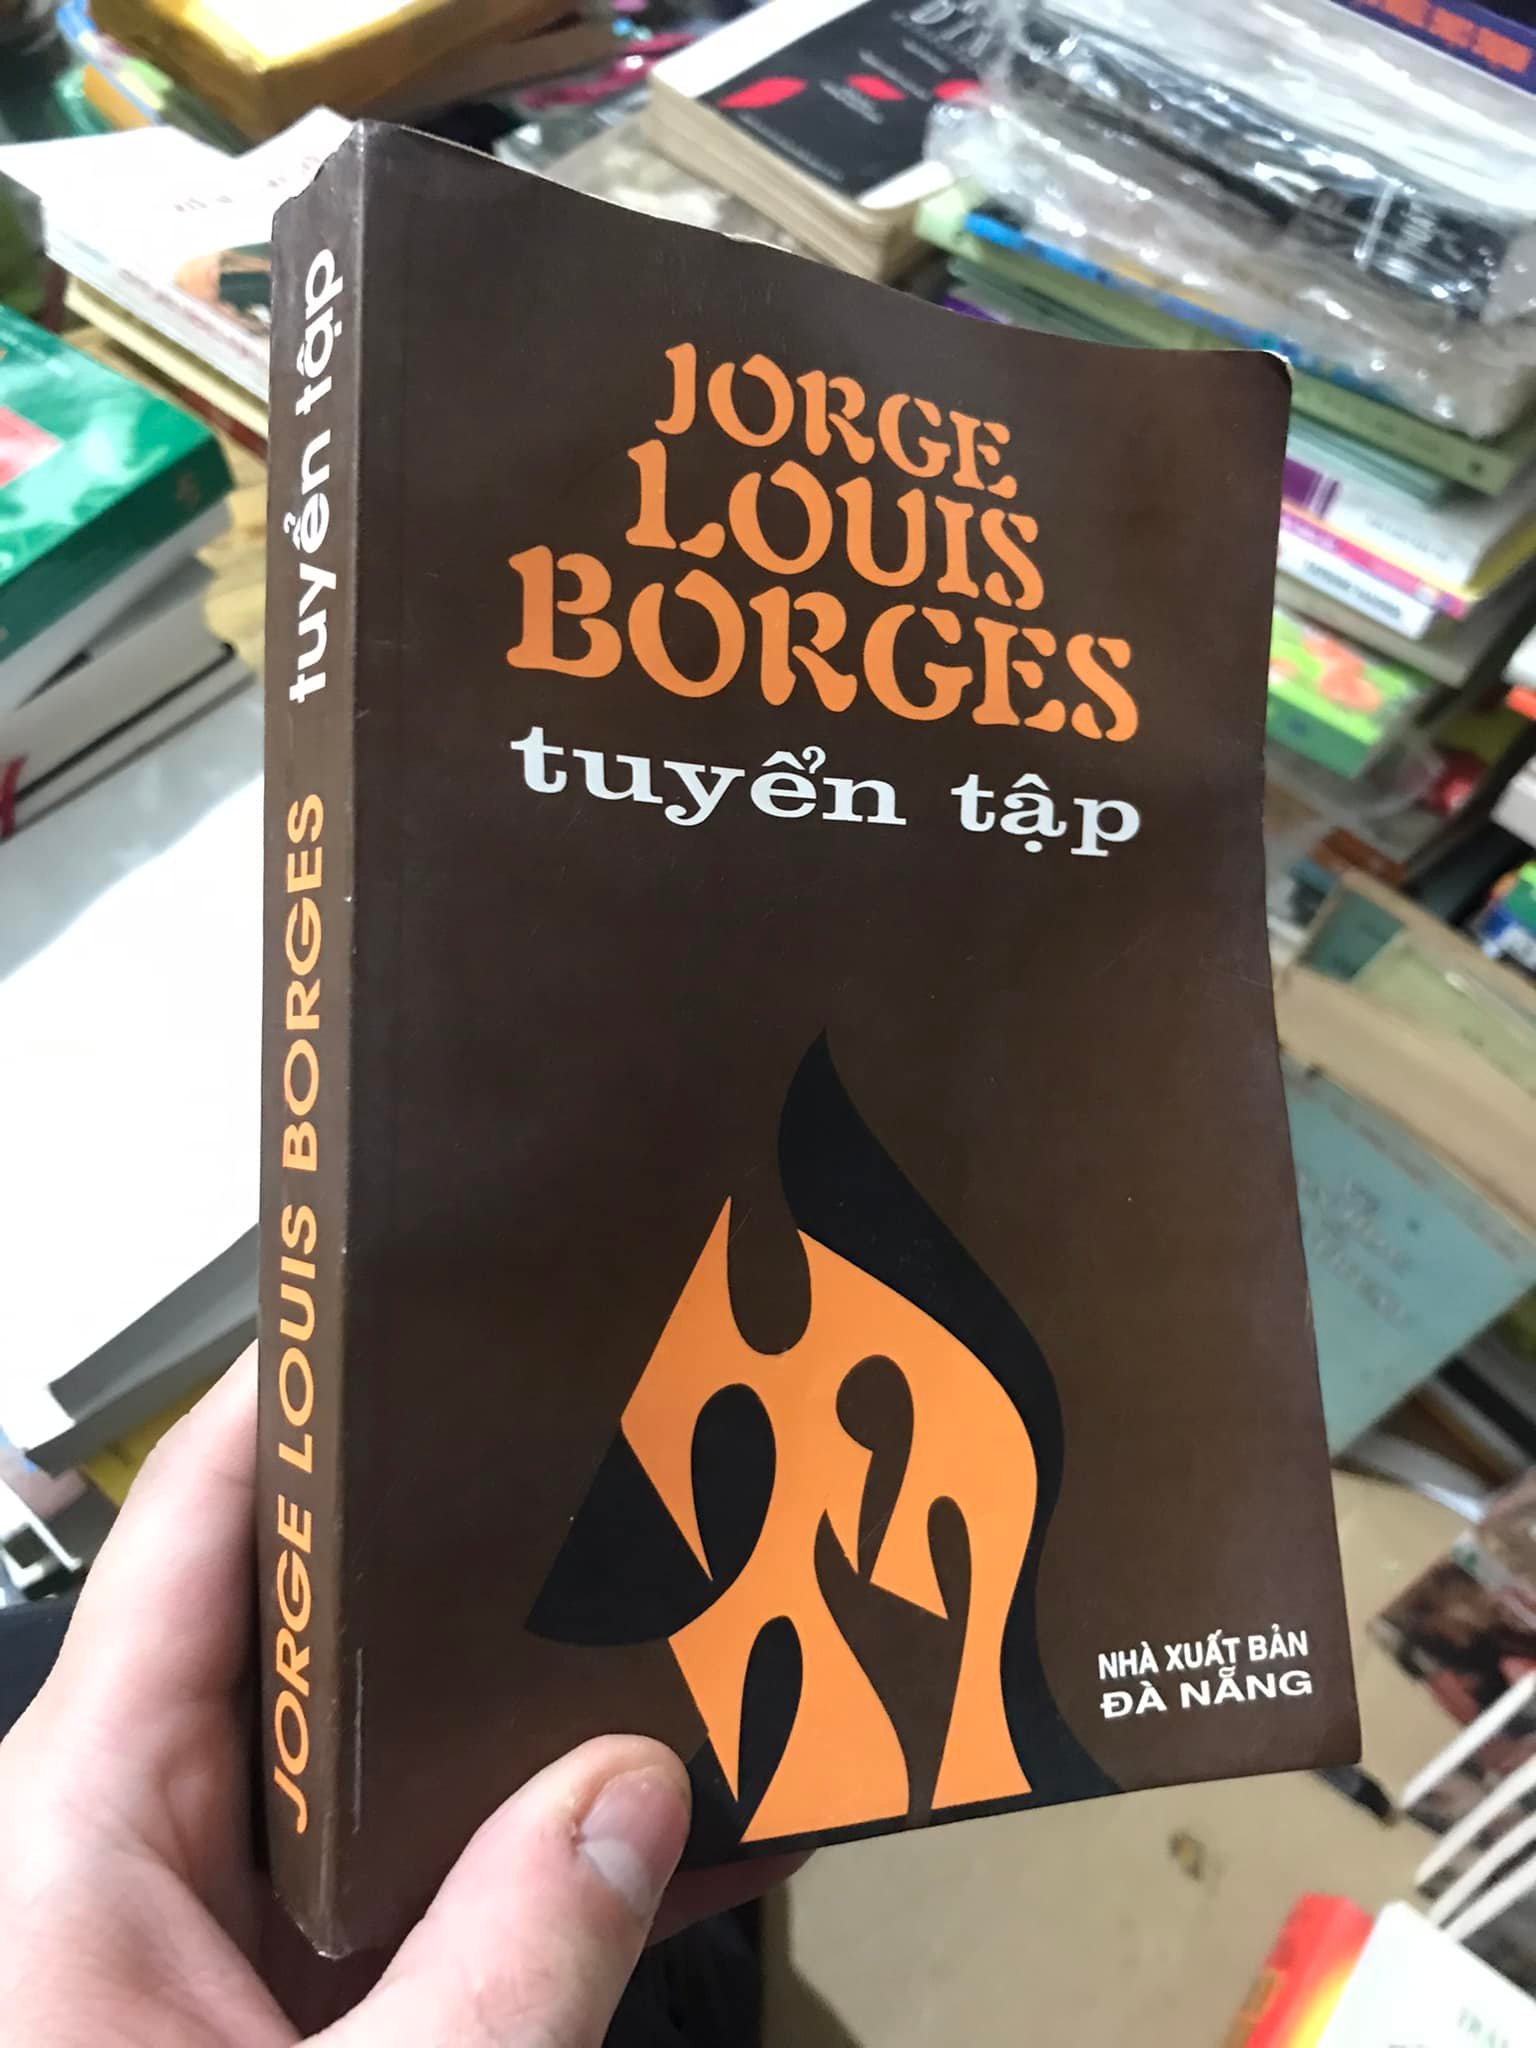 JORGE
LOUIS
BORGES
tuyển tập
NHÀ XUẤT BẢN
ĐÀ NẴNG
JORGE LOUIS BORGES tuyển tập